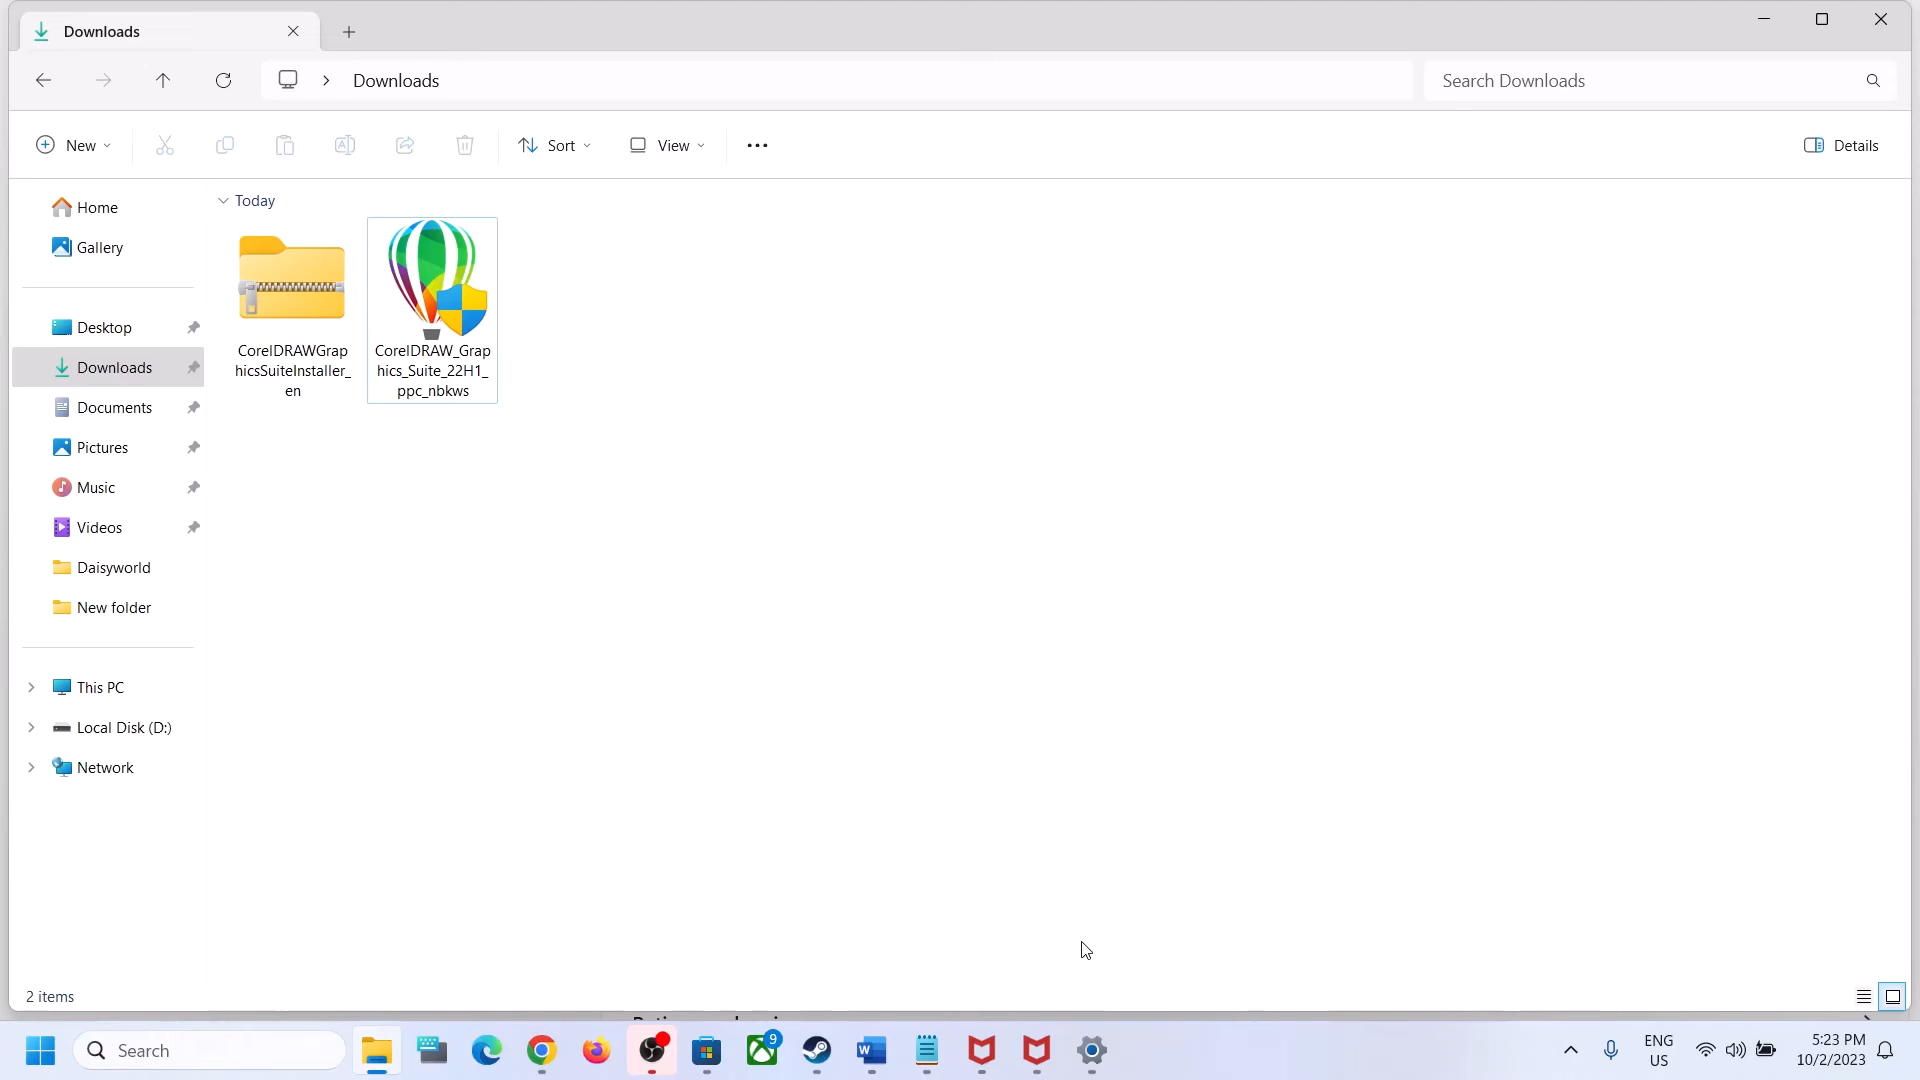 Downloads
Downloads
Search Downloads
New
Sort
View
Details
Home
Gallery
Desktop
Downloads
Documents
Pictures
Music
Videos
Daisyworld
New folder
This PC
Local Disk (D:)
Network
Today
CorelDRAWGrap
hicsSuiteInstaller_
en
CorelDRAW_Grap
hics_Suite_22H1_
ppc_nbkws
2 items
Search
9
ENG
US
5:23 PM
10/2/2023